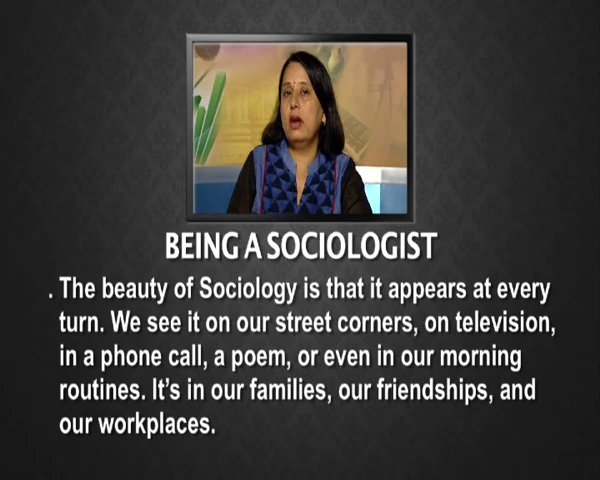 BEING A SOCIOLOGIST
. The beauty of Sociology is that it appears at every
turn. We see it on our street corners, on television,
in a phone call, a poem, or even in our morning
routines. It's in our families, our friendships, and
our workplaces.